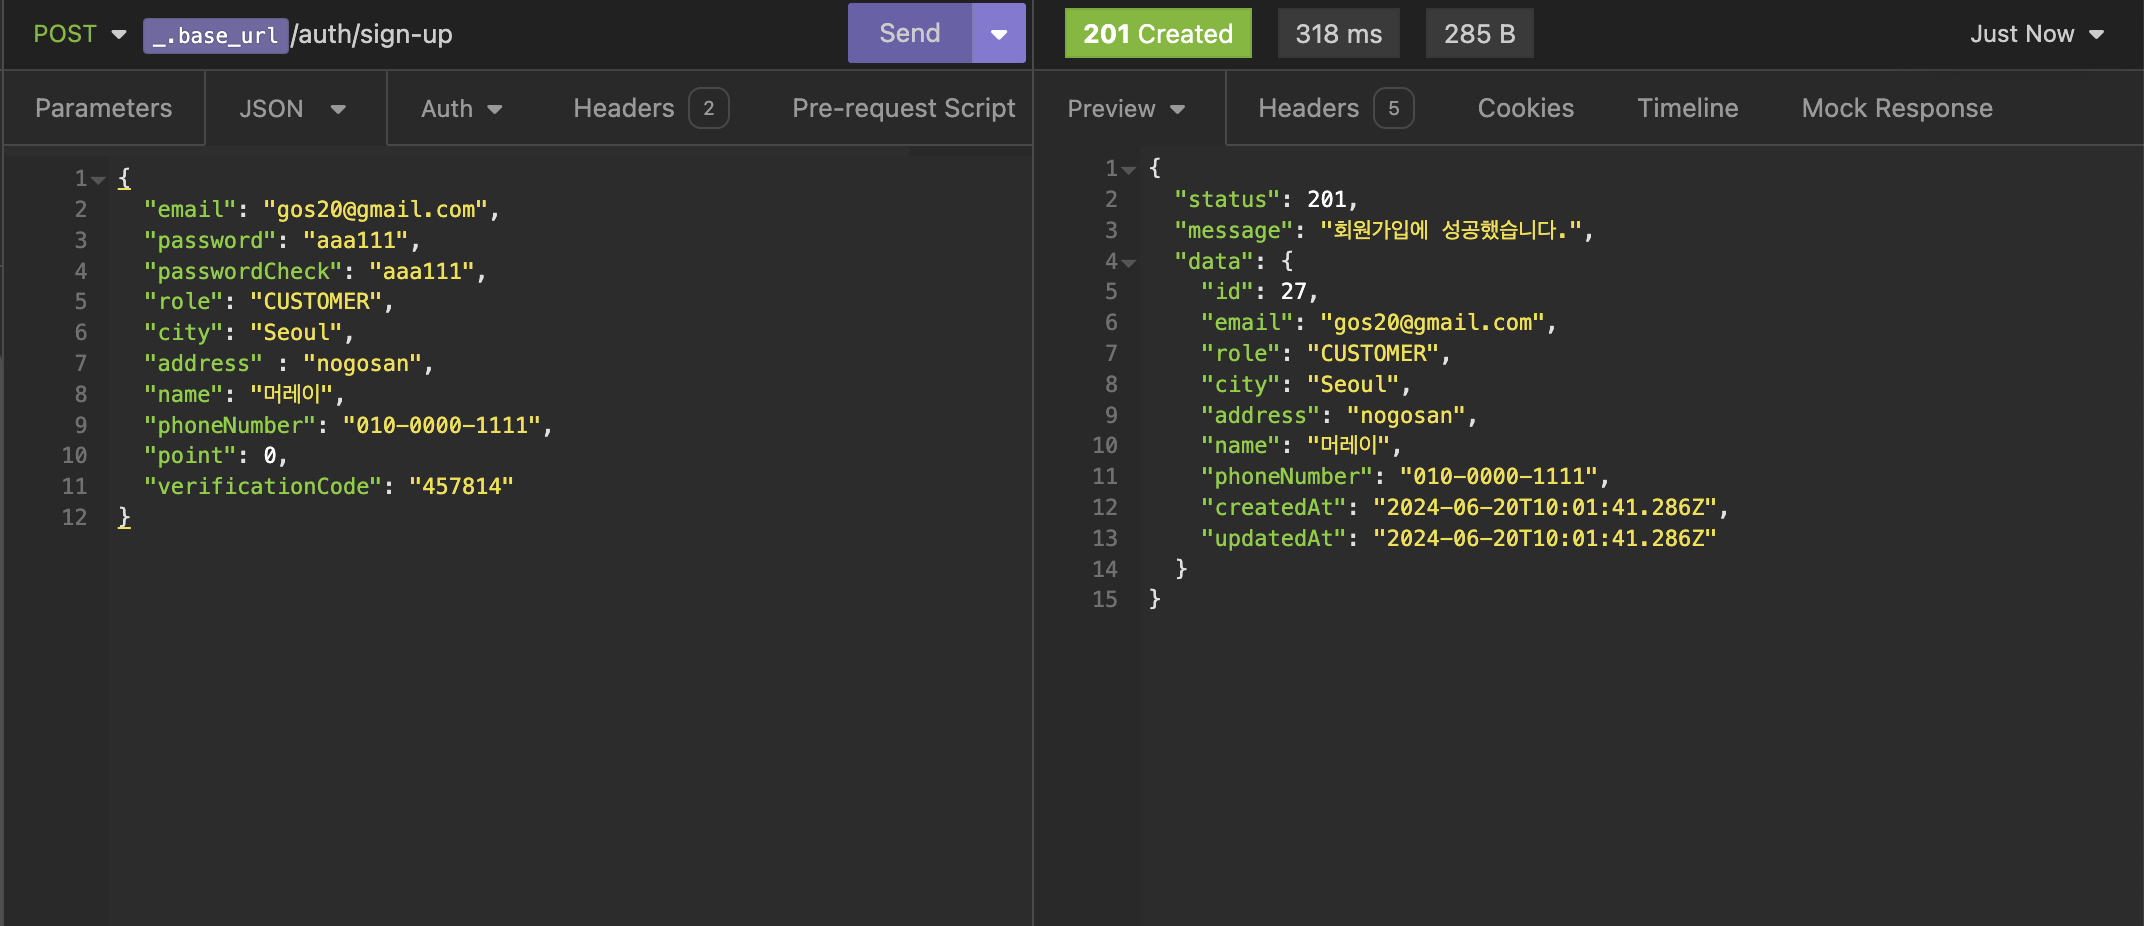 POST _.base_url/auth/sign-up Send
201 Created 318 ms 285 B Just Now
Parameters JSON Auth Headers 2 Pre-request Script
Preview Headers 5 Cookies Timeline Mock Response
1 {
2 "email": "gos20@gmail.com",
3 "password": "aaa111",
4 "passwordCheck": "aaa111",
5 "role": "CUSTOMER",
6 "city": "Seoul",
7 "address" : "nogosan",
8 "name": "머레이",
9 "phoneNumber": "010-0000-1111",
10 "point": 0,
11 "verificationCode": "457814"
12 }
1 {
2 "status": 201,
3 "message": "회원가입에 성공했습니다.",
4 "data": {
5 "id": 27,
6 "email": "gos20@gmail.com",
7 "role": "CUSTOMER",
8 "city": "Seoul",
9 "address": "nogosan",
10 "name": "머레이",
11 "phoneNumber": "010-0000-1111",
12 "createdAt": "2024-06-20T10:01:41.286Z",
13 "updatedAt": "2024-06-20T10:01:41.286Z"
14 }
15 }